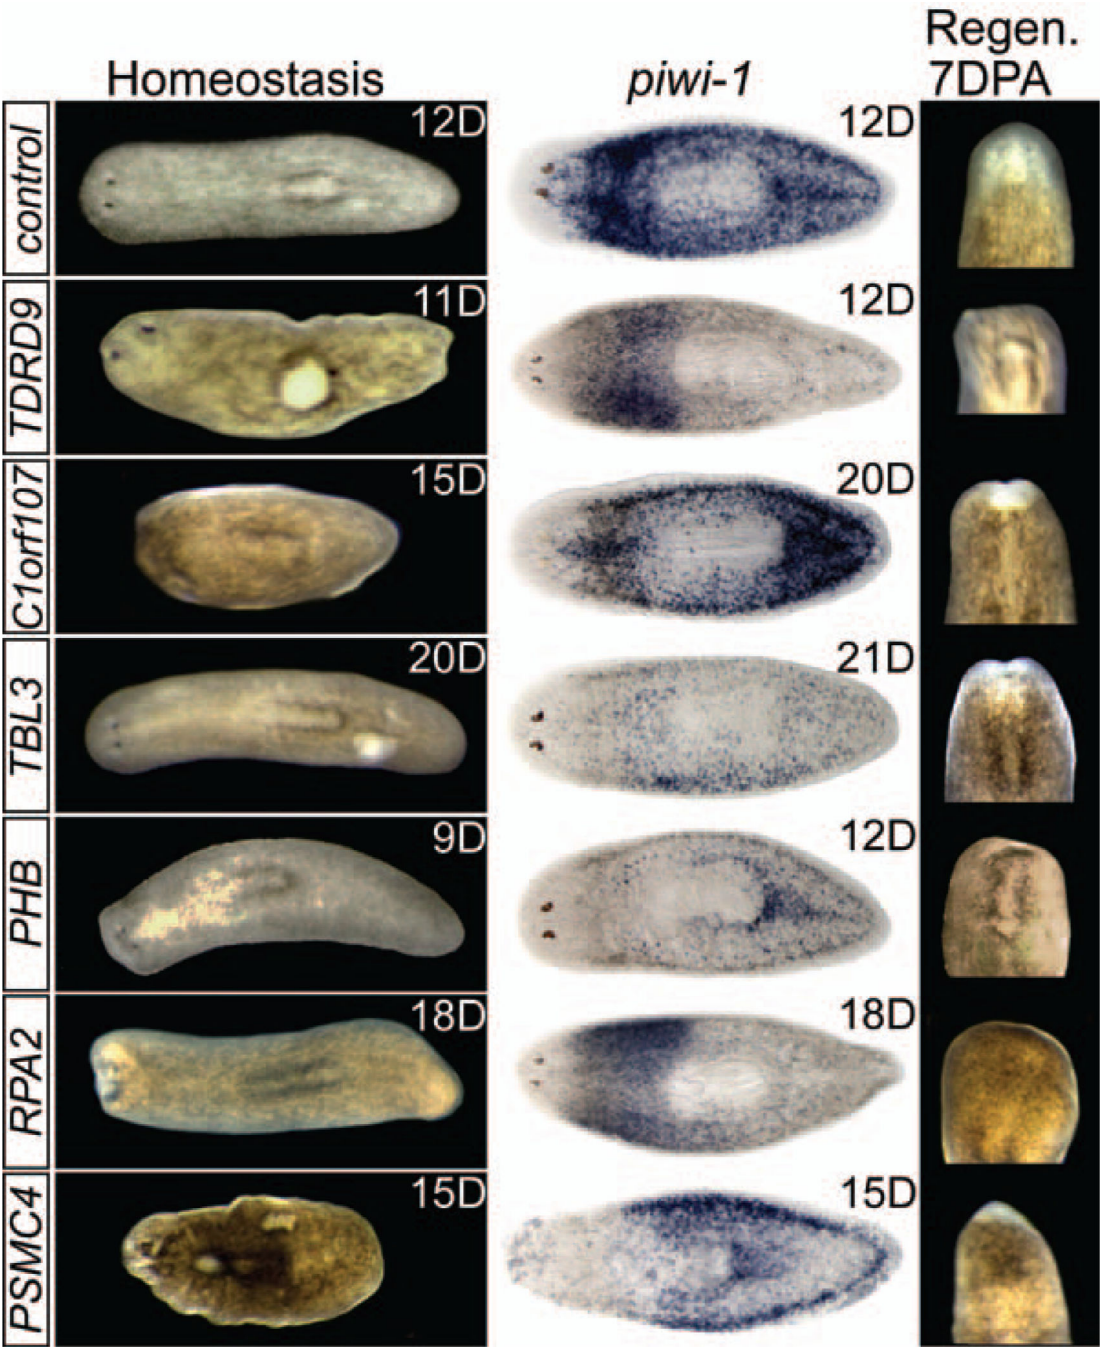 Regen.
Homeostasis piwi-1 7DPA
control 12D 12D
TDRD9 11D 12D
C1orf107 15D 20D
TBL3 20D 21D
PHB 9D 12D
RPA2 18D 18D
PSMC4 15D 15D